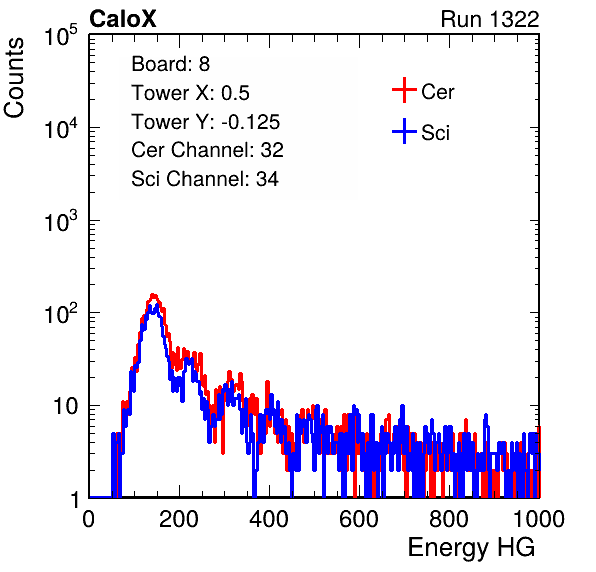 CaloX Run 1322
Counts
Board: 8
Tower X: 0.5
Tower Y: -0.125
Cer Channel: 32
Sci Channel: 34
Cer
Sci
10^5
10^4
10^3
10^2
10
1
0 200 400 600 800 1000
Energy HG